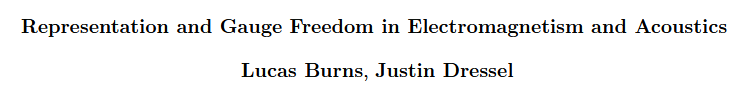 Representation and Gauge Freedom in Electromagnetism and Acoustics
Lucas Burns, Justin Dressel